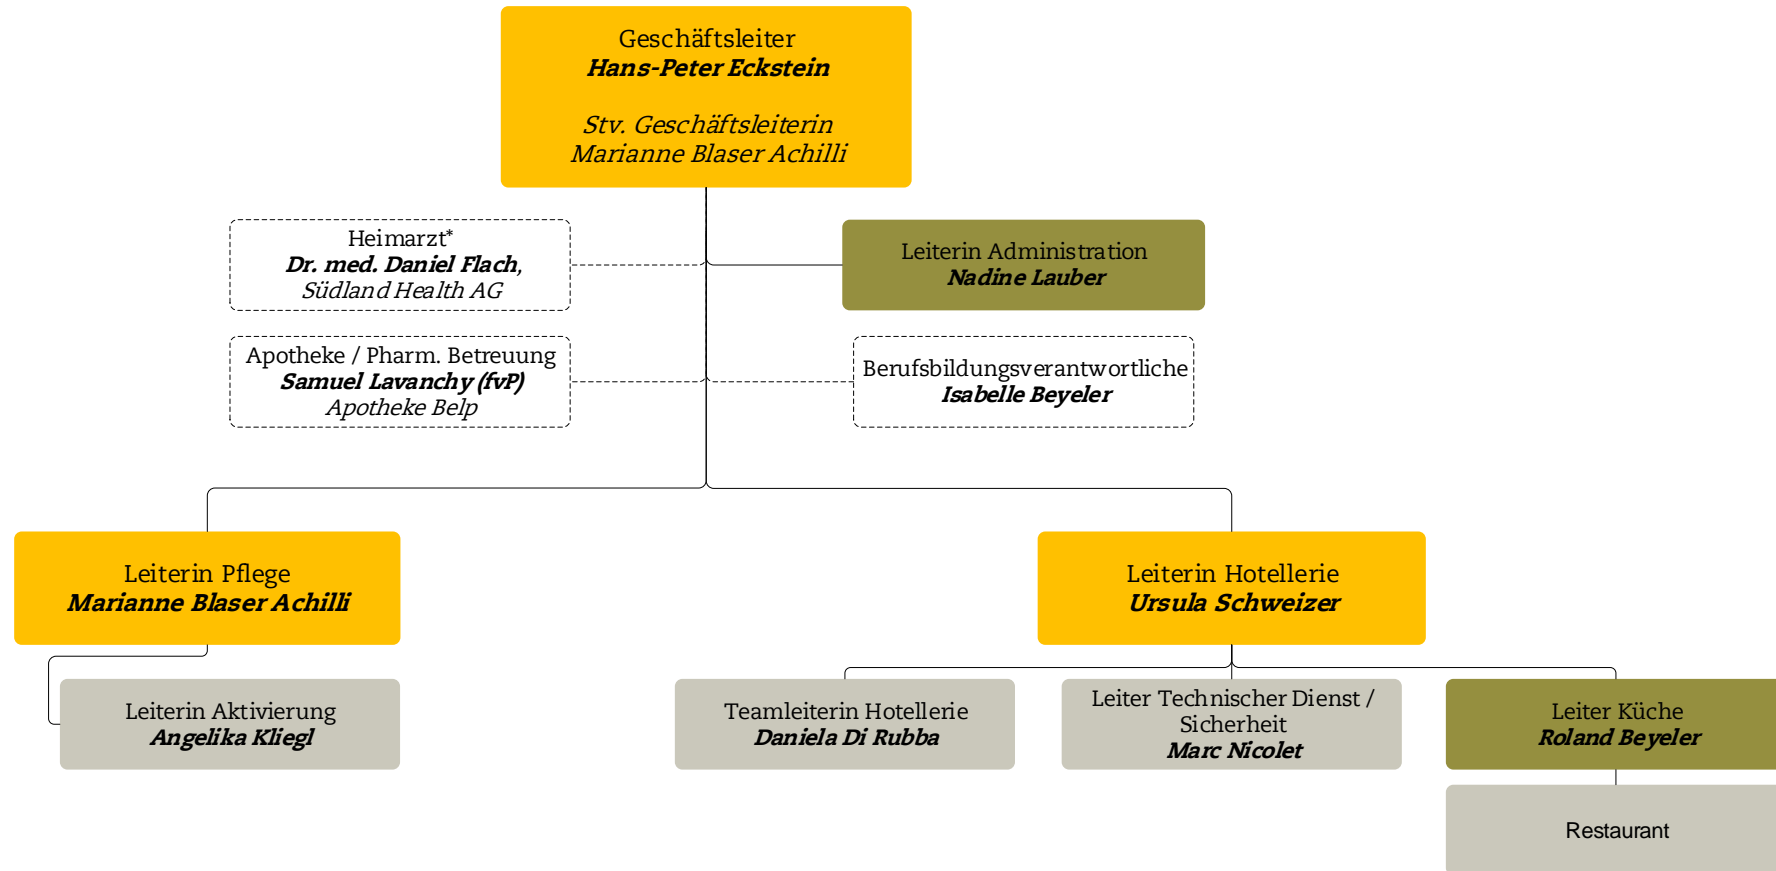 Geschäftsleiter
Hans-Peter Eckstein
Stv. Geschäftsleiterin
Marianne Blaser Achilli
Heimarzt*
Dr. med. Daniel Flach,
Südland Health AG
Leiterin Administration
Nadine Lauber
Apotheke / Pharm. Betreuung
Samuel Lavanchy (fvP)
Apotheke Belp
Berufsbildungsverantwortliche
Isabelle Beyeler
Leiterin Pflege
Marianne Blaser Achilli
Leiterin Hotellerie
Ursula Schweizer
Leiterin Aktivierung
Angelika Kliegl
Teamleiterin Hotellerie
Daniela Di Rubba
Leiter Technischer Dienst /
Sicherheit
Marc Nicolet
Leiter Küche
Roland Beyeler
Restaurant